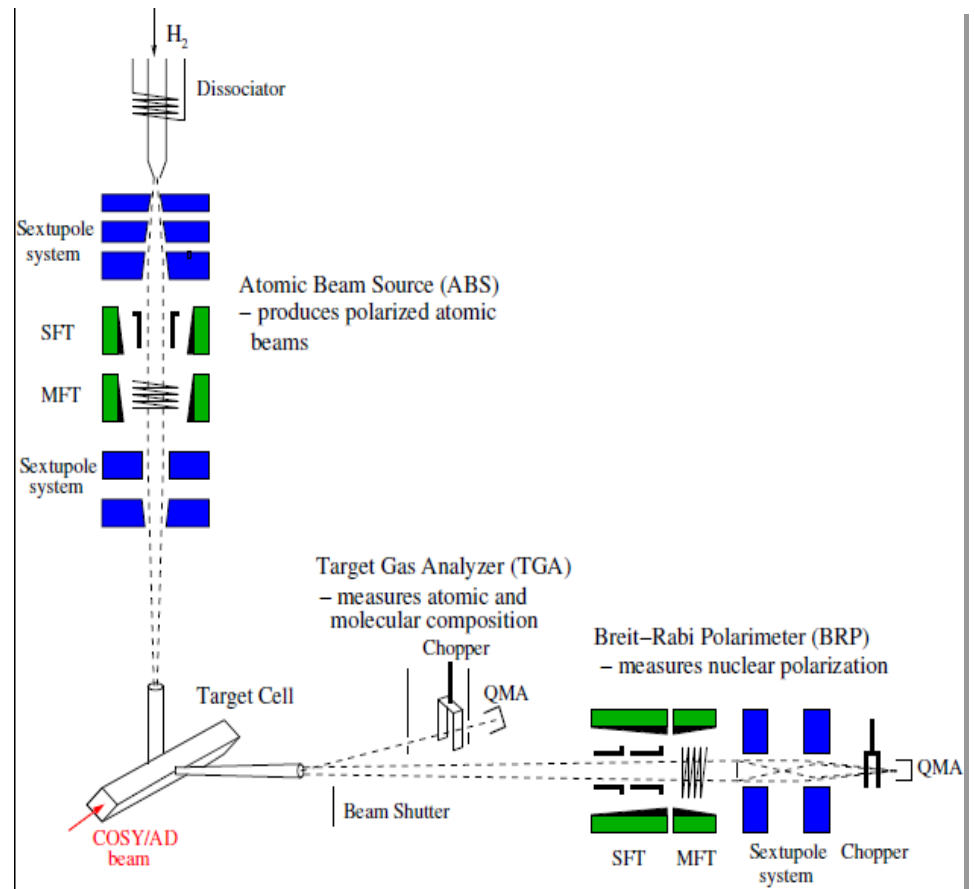 H2
Dissociator
Sextupole
system
Atomic Beam Source (ABS)
– produces polarized atomic
beams
SFT
MFT
Sextupole
system
Target Gas Analyzer (TGA)
– measures atomic and
molecular composition
Chopper
QMA
Breit–Rabi Polarimeter (BRP)
– measures nuclear polarization
Target Cell
QMA
Beam Shutter
COSY/AD
beam
SFT
MFT
Sextupole
system
Chopper